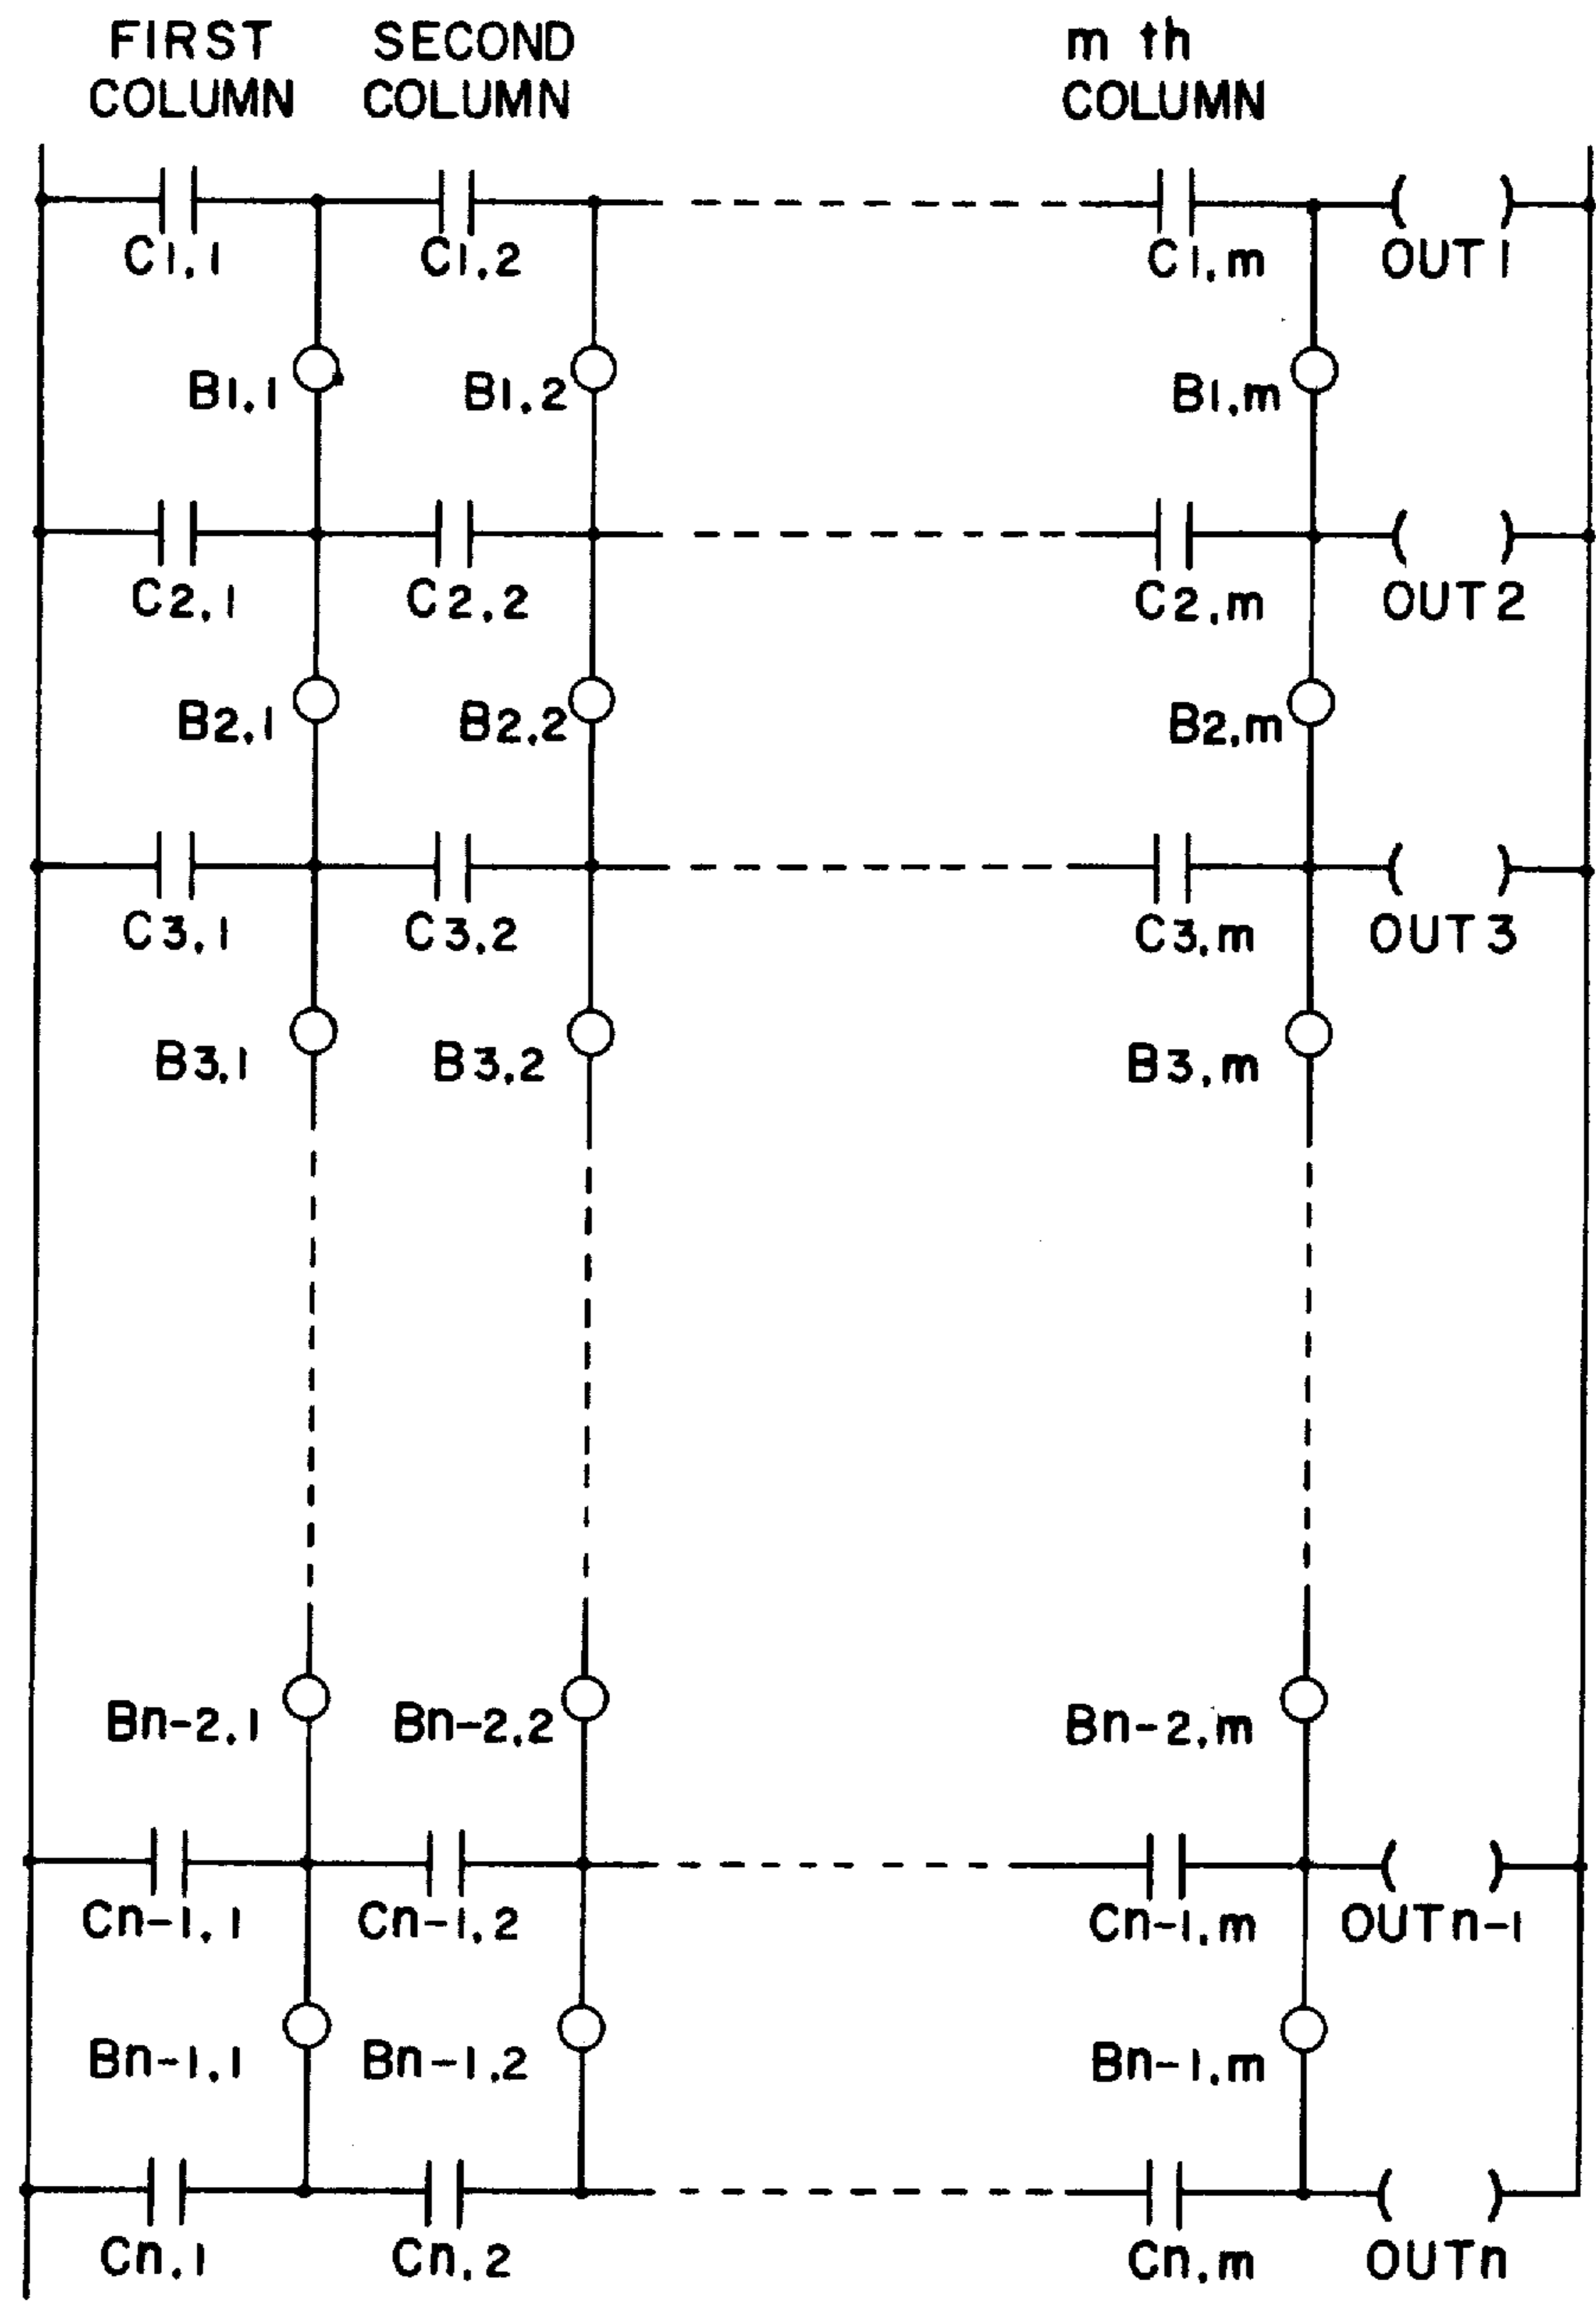 FIRST COLUMN SECOND COLUMN m th COLUMN
C1,1 C1,2 C1,m OUT1
B1,1 B1,2 B1,m
C2,1 C2,2 C2,m OUT2
B2,1 B2,2 B2,m
C3,1 C3,2 C3,m OUT3
B3,1 B3,2 B3,m
Bn-2,1 Bn-2,2 Bn-2,m
Cn-1,1 Cn-1,2 Cn-1,m OUTn-1
Bn-1,1 Bn-1,2 Bn-1,m
Cn,1 Cn,2 Cn,m OUTn